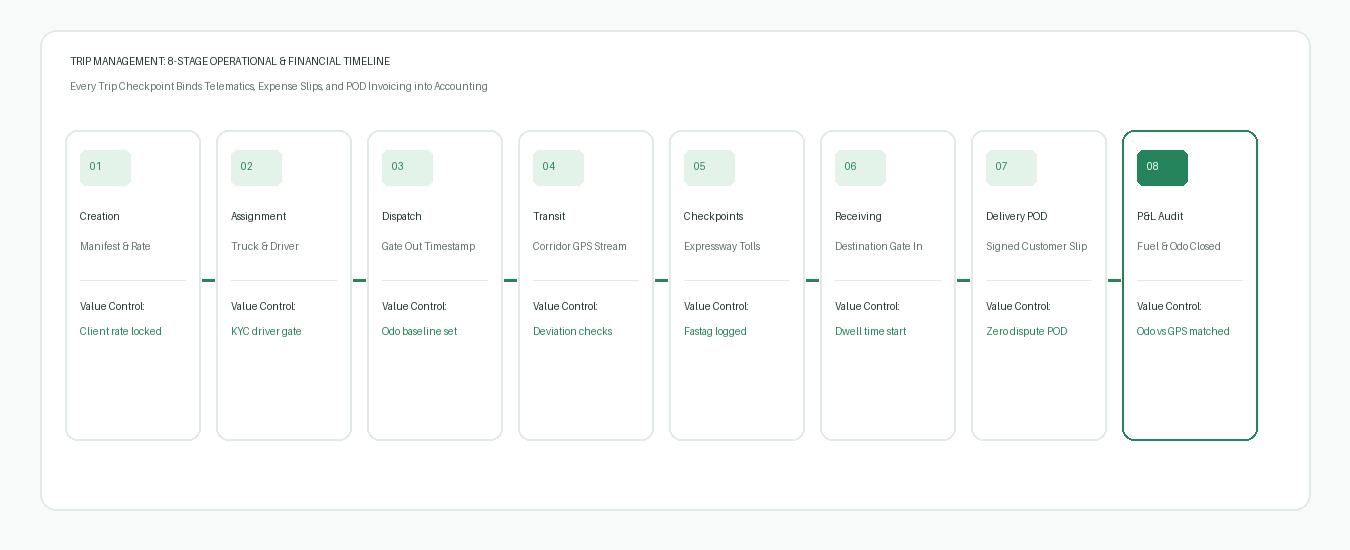 TRIP MANAGEMENT: 8-STAGE OPERATIONAL & FINANCIAL TIMELINE
Every Trip Checkpoint Binds Telematics, Expense Slips, and POD Invoicing into Accounting
01
Creation
Manifest & Rate
Value Control:
Client rate locked
02
Assignment
Truck & Driver
Value Control:
KYC driver gate
03
Dispatch
Gate Out Timestamp
Value Control:
Odo baseline set
04
Transit
Corridor GPS Stream
Value Control:
Deviation checks
05
Checkpoints
Expressway Tolls
Value Control:
Fastag logged
06
Receiving
Destination Gate In
Value Control:
Dwell time start
07
Delivery POD
Signed Customer Slip
Value Control:
Zero dispute POD
08
P&L Audit
Fuel & Odo Closed
Value Control:
Odo vs GPS matched